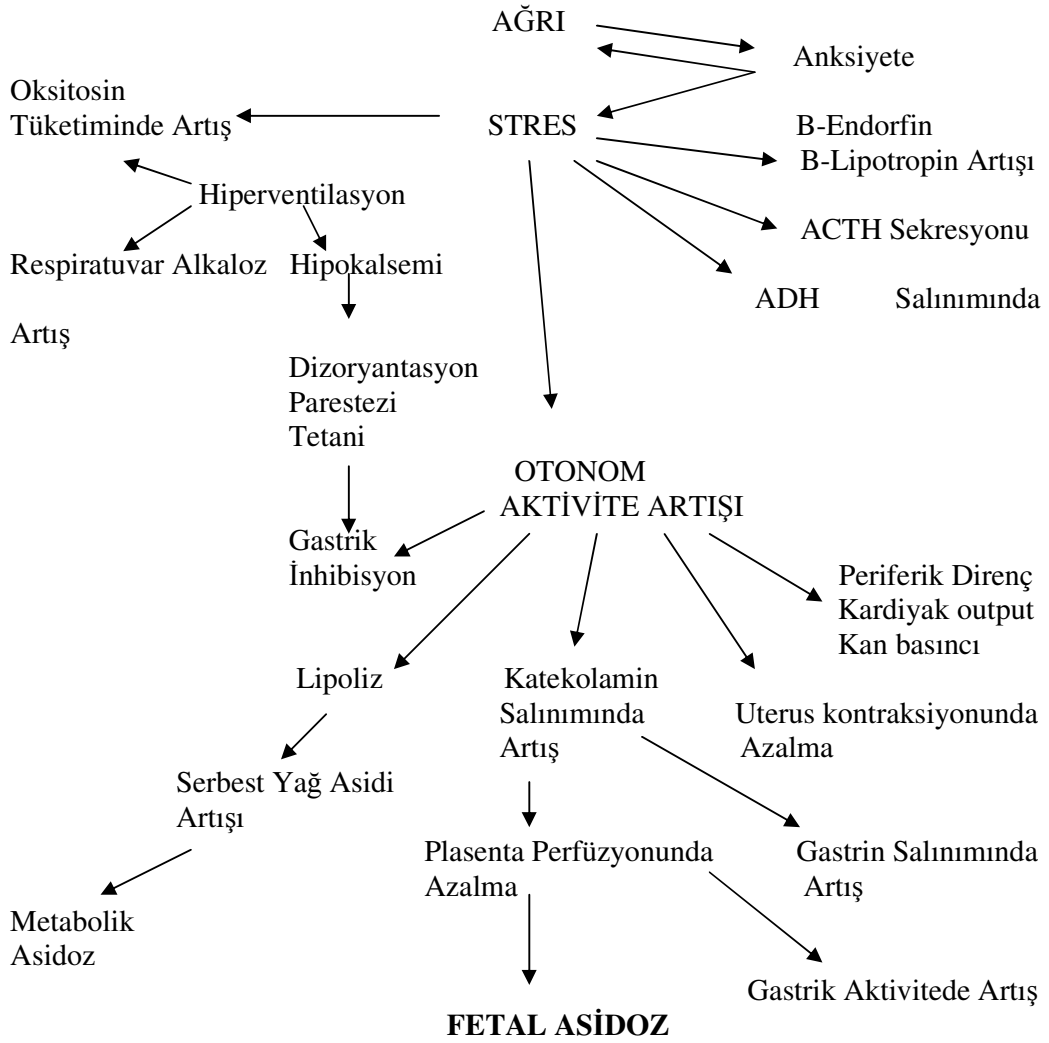 AĞRI
Anksiyete
Oksitosin
Tüketiminde Artış
STRES
B-Endorfin
B-Lipotropin Artışı
Hiperventilasyon
ACTH Sekresyonu
Respiratuvar Alkaloz
Hipokalsemi
ADH Salınımında
Artış
Dizoryantasyon
Parestezi
Tetani
OTONOM
AKTİVİTE ARTIŞI
Gastrik
İnhibisyon
Periferik Direnç
Kardiyak output
Kan basıncı
Lipoliz
Katekolamin
Salınımında
Artış
Uterus kontraksiyonunda
Azalma
Serbest Yağ Asidi
Artışı
Plasenta Perfüzyonunda
Azalma
Gastrin Salınımında
Artış
Metabolik
Asidoz
Gastrik Aktivitede Artış
FETAL ASİDOZ